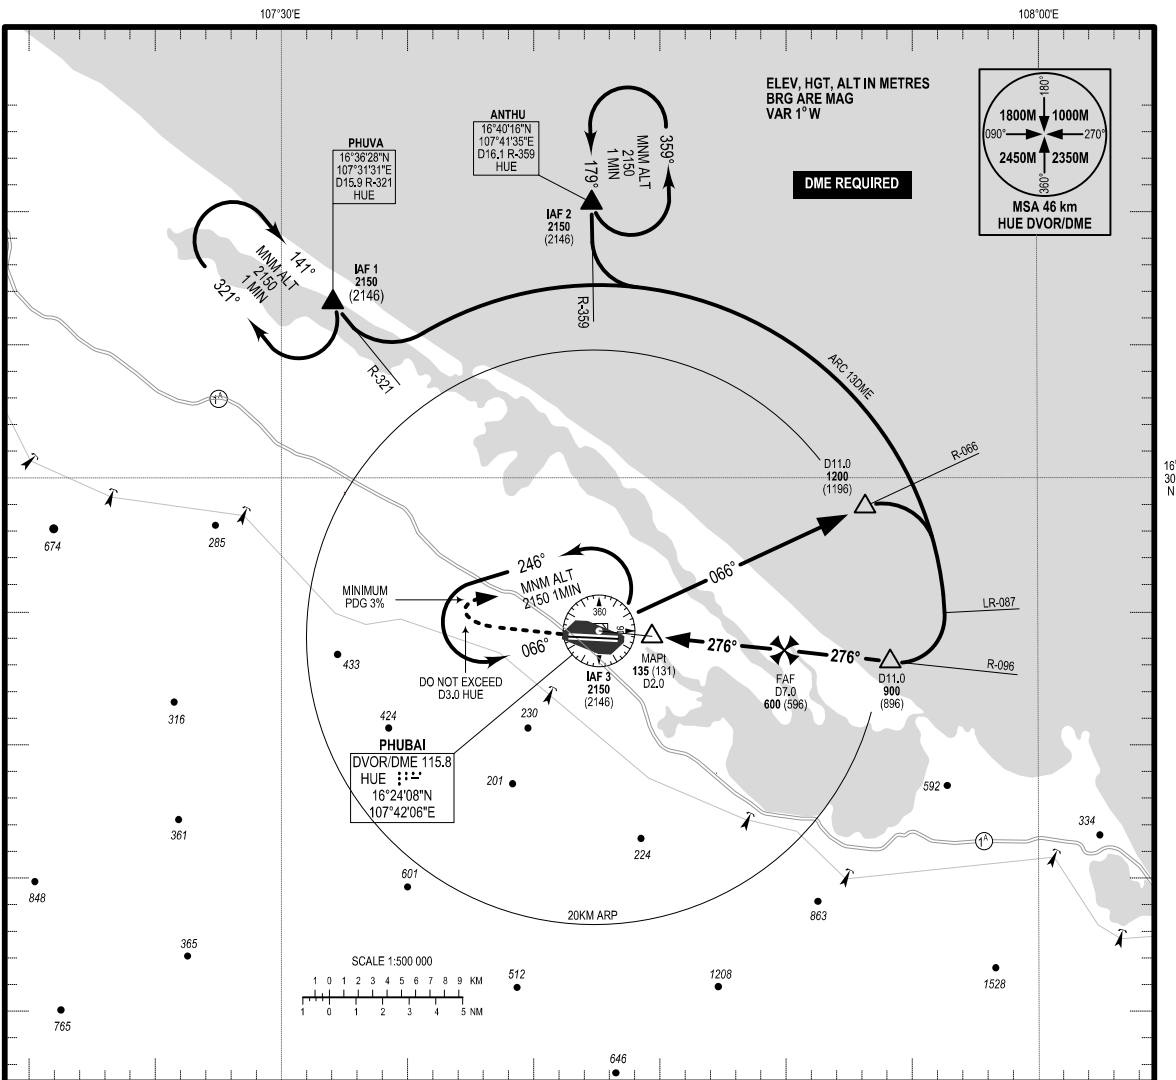 107°30'E
108°00'E
ELEV, HGT, ALT IN METRES
BRG ARE MAG
VAR 1° W
DME REQUIRED
180°
1800M
1000M
090°
270°
2450M
2350M
360°
MSA 46 km
HUE DVOR/DME
ANTHU
16°40'16"N
107°41'35"E
D16.1 R-359
HUE
PHUVA
16°36'28"N
107°31'31"E
D15.9 R-321
HUE
359°
MNM ALT
2150
1 MIN
179°
IAF 2
2150
(2146)
R-359
141°
MNM ALT
2150
1 MIN
321°
IAF 1
2150
(2146)
R-321
ARC 13DME
1A
R-066
D11.0
1200
(1196)
16°
30'
N
674
285
246°
MNM ALT
2150 1MIN
066°
MINIMUM
PDG 3%
360
066°
LR-087
276°
276°
R-096
MAPt
135 (131)
D2.0
FAF
D7.0
600 (596)
D11.0
900
(896)
DO NOT EXCEED
D3.0 HUE
IAF 3
2150
(2146)
433
316
424
230
PHUBAI
DVOR/DME 115.8
HUE
16°24'08"N
107°42'06"E
201
592
361
224
334
1A
848
601
863
20KM ARP
365
SCALE 1:500 000
1 0 1 2 3 4 5 6 7 8 9 KM
1 0 1 2 3 4 5 NM
512
1208
1528
765
646